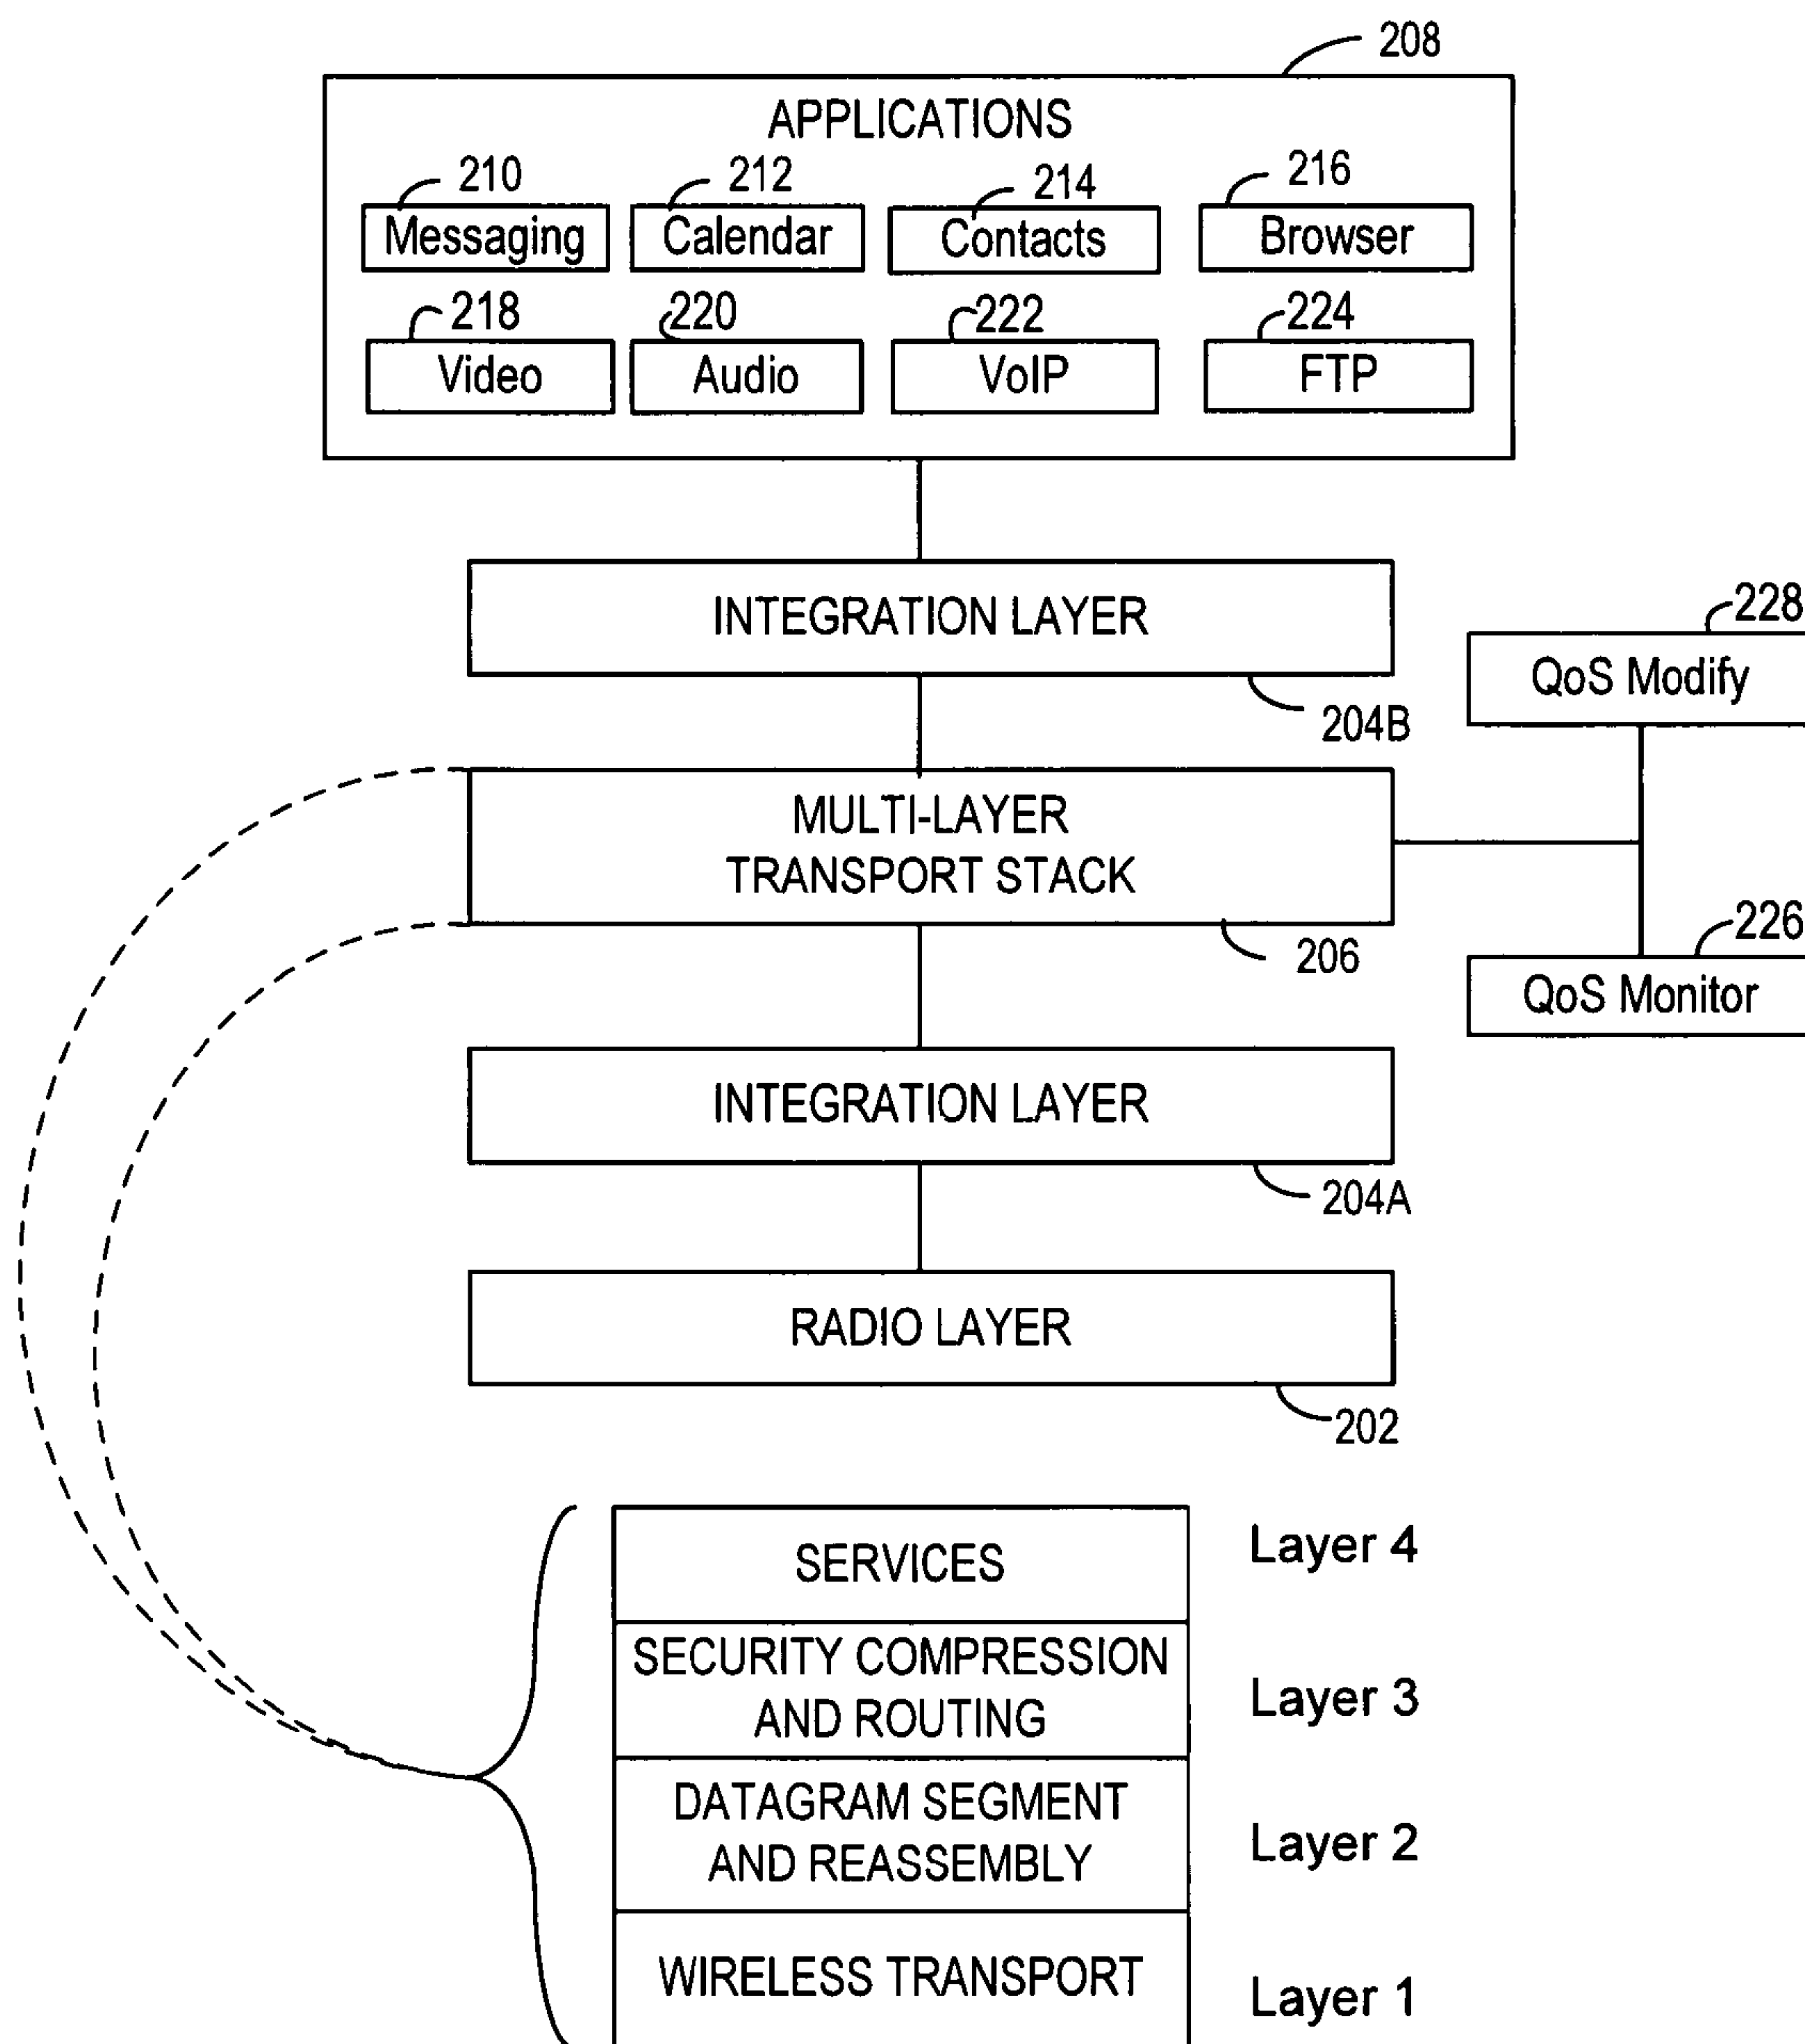 208
APPLICATIONS
210 212 214 216
Messaging Calendar Contacts Browser
218 220 222 224
Video Audio VoIP FTP
INTEGRATION LAYER
204B
228
QoS Modify
MULTI-LAYER
TRANSPORT STACK
206
226
QoS Monitor
INTEGRATION LAYER
204A
RADIO LAYER
202
SERVICES
Layer 4
SECURITY COMPRESSION
AND ROUTING
Layer 3
DATAGRAM SEGMENT
AND REASSEMBLY
Layer 2
WIRELESS TRANSPORT
Layer 1